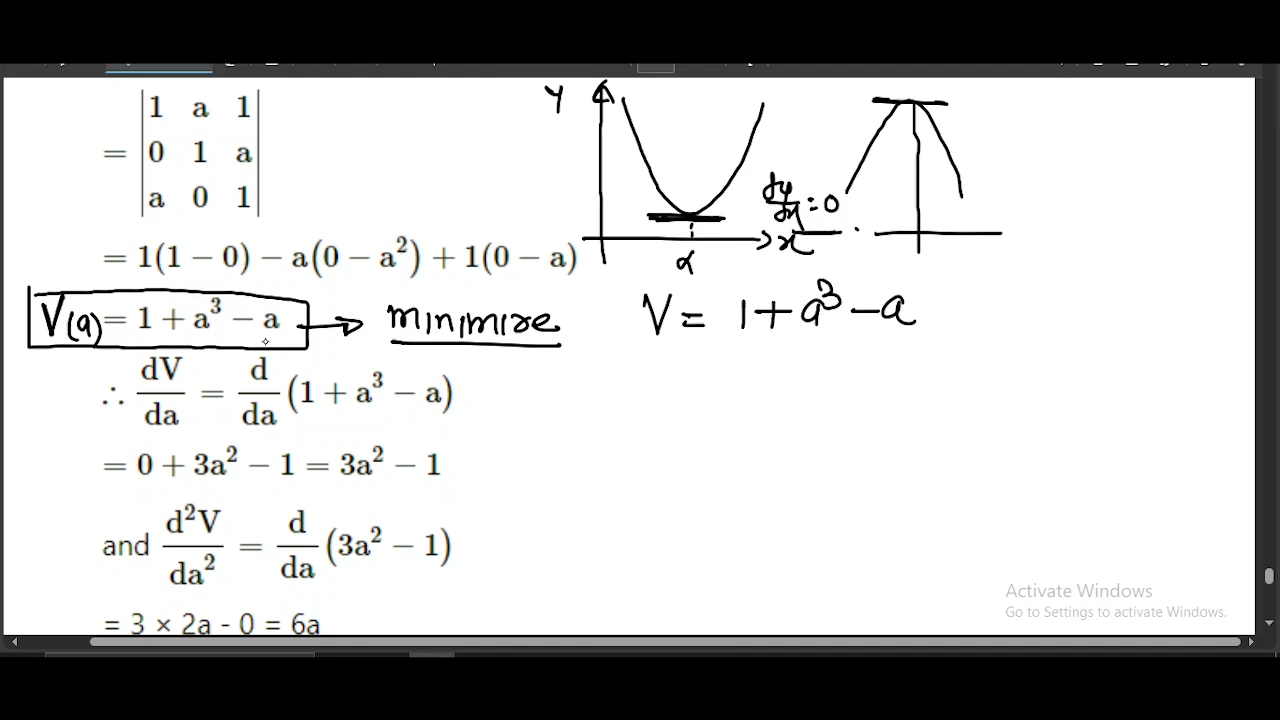 = |1 a 1|
|0 1 a|
|a 0 1|
= 1(1 − 0) − a(0 − a²) + 1(0 − a)
V(a) = 1 + a³ − a → minimize
∴ dV/da = d/da (1 + a³ − a)
= 0 + 3a² − 1 = 3a² − 1
and d²V/da² = d/da (3a² − 1)
= 3 × 2a - 0 = 6a
Y
dy/dx = 0
x
α
V = 1 + a³ − a
Activate Windows
Go to Settings to activate Windows.